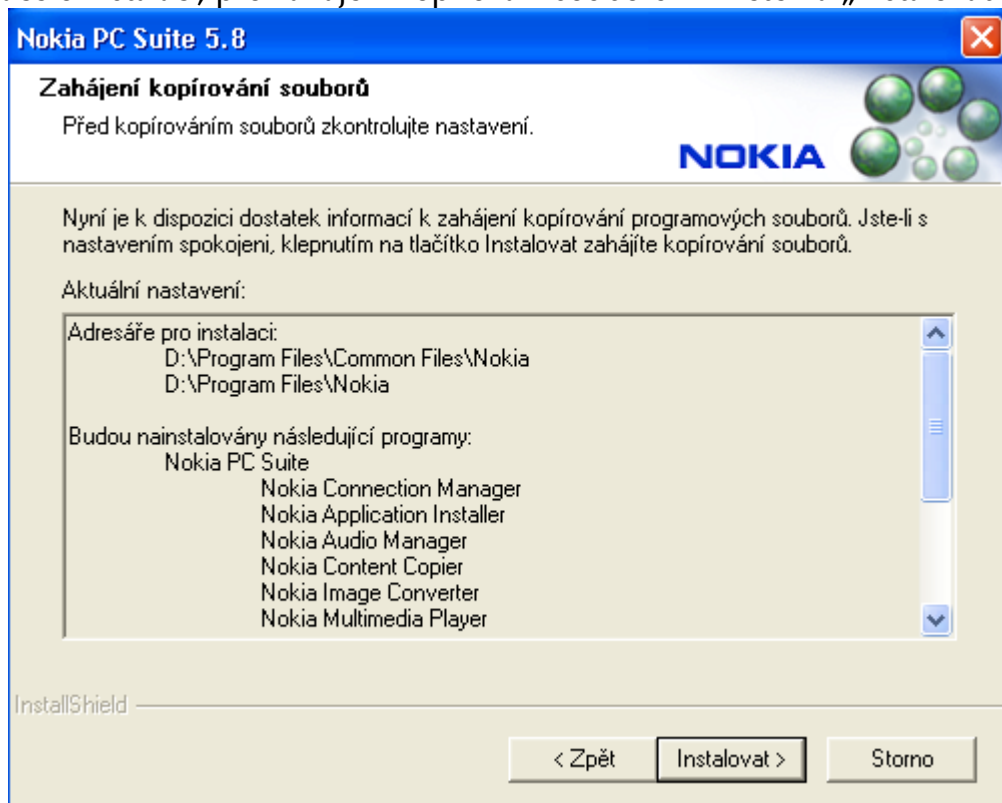 Nokia PC Suite 5.8
Zahájení kopírování souborů
Před kopírováním souborů zkontrolujte nastavení.
NOKIA
Nyní je k dispozici dostatek informací k zahájení kopírování programových souborů. Jste-li s
nastavením spokojeni, klepnutím na tlačítko Instalovat zahájíte kopírování souborů.
Aktuální nastavení:
Adresáře pro instalaci:
D:\Program Files\Common Files\Nokia
D:\Program Files\Nokia
Budou nainstalovány následující programy:
Nokia PC Suite
Nokia Connection Manager
Nokia Application Installer
Nokia Audio Manager
Nokia Content Copier
Nokia Image Converter
Nokia Multimedia Player
InstallShield
< Zpět
Instalovat >
Storno